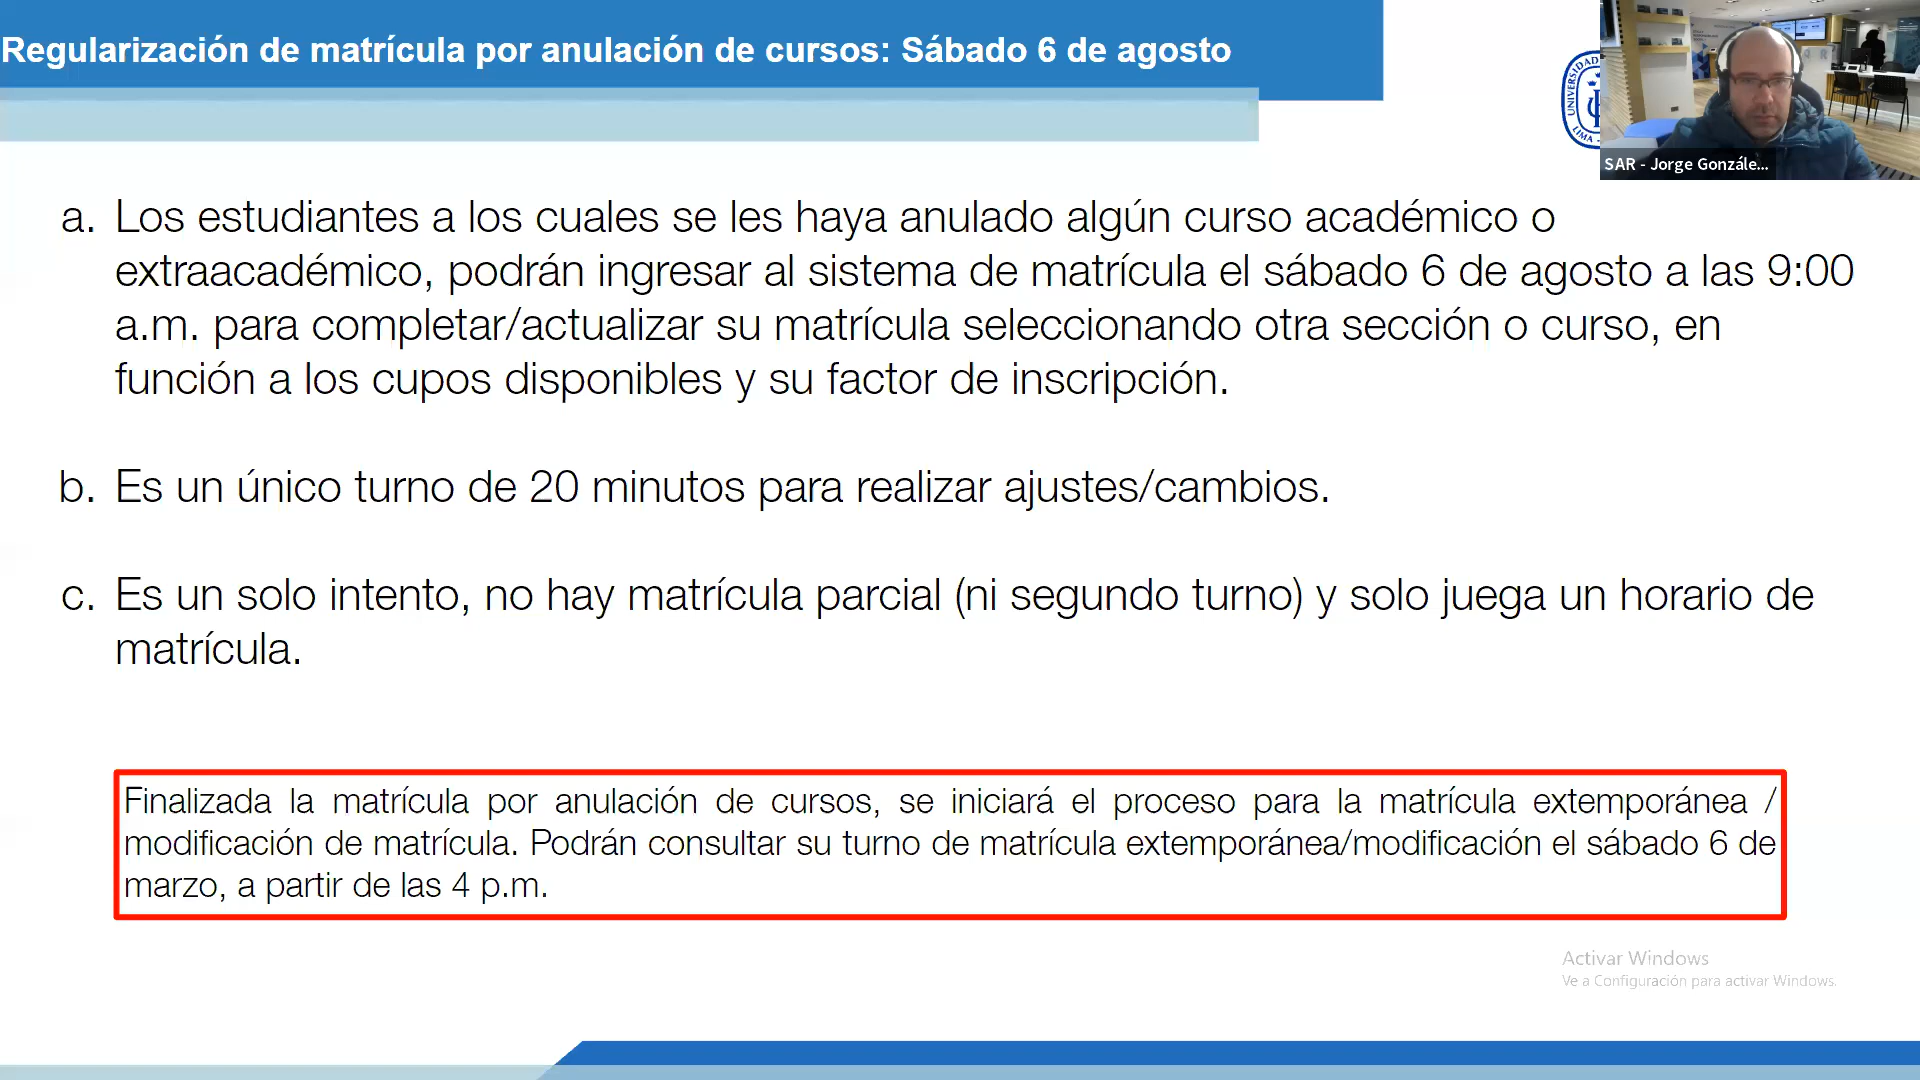 Regularización de matrícula por anulación de cursos: Sábado 6 de agosto
UNIVERSIDAD
LIMA
SAR - Jorge Gonzále...
a. Los estudiantes a los cuales se les haya anulado algún curso académico o
extraacadémico, podrán ingresar al sistema de matrícula el sábado 6 de agosto a las 9:00
a.m. para completar/actualizar su matrícula seleccionando otra sección o curso, en
función a los cupos disponibles y su factor de inscripción.
b. Es un único turno de 20 minutos para realizar ajustes/cambios.
c. Es un solo intento, no hay matrícula parcial (ni segundo turno) y solo juega un horario de
matrícula.
Finalizada la matrícula por anulación de cursos, se iniciará el proceso para la matrícula extemporánea /
modificación de matrícula. Podrán consultar su turno de matrícula extemporánea/modificación el sábado 6 de
marzo, a partir de las 4 p.m.
Activar Windows
Ve a Configuración para activar Windows.